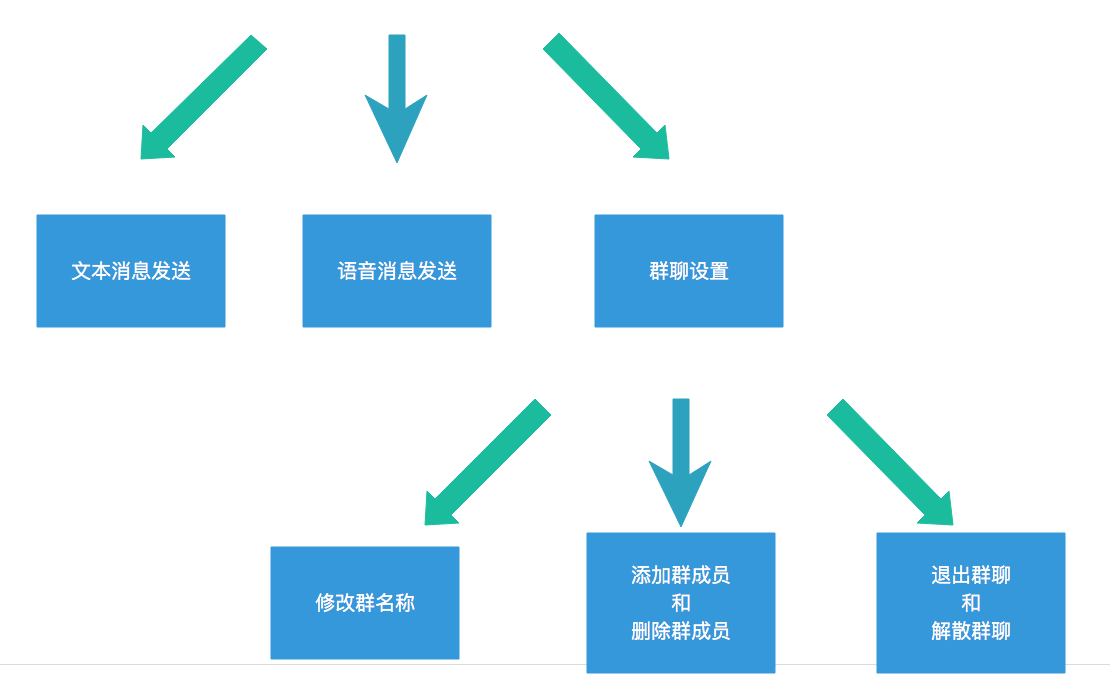 文本消息发送
语音消息发送
群聊设置
修改群名称
添加群成员
和
删除群成员
退出群聊
和
解散群聊